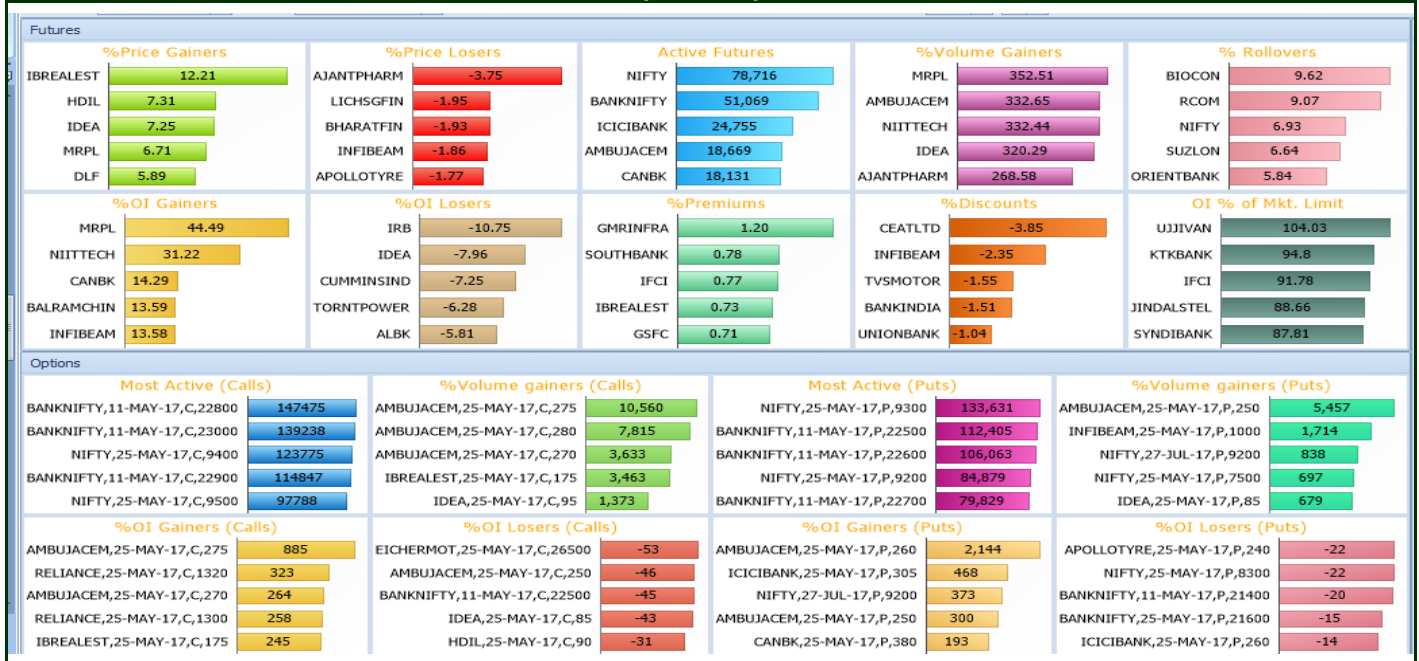 Futures
%Price Gainers
IBREALEST 12.21
HDIL 7.31
IDEA 7.25
MRPL 6.71
DLF 5.89
%Price Losers
AJANTPHARM -3.75
LICHSGFIN -1.95
BHARATFIN -1.93
INFIBEAM -1.86
APOLLOTYRE -1.77
Active Futures
NIFTY 78,716
BANKNIFTY 51,069
ICICIBANK 24,755
AMBUJACEM 18,669
CANBK 18,131
%Volume Gainers
MRPL 352.51
AMBUJACEM 332.65
NIITTECH 332.44
IDEA 320.29
AJANTPHARM 268.58
% Rollovers
BIOCON 9.62
RCOM 9.07
NIFTY 6.93
SUZLON 6.64
ORIENTBANK 5.84
%OI Gainers
MRPL 44.49
NIITTECH 31.22
CANBK 14.29
BALRAMCHIN 13.59
INFIBEAM 13.58
%OI Losers
IRB -10.75
IDEA -7.96
CUMMINSIND -7.25
TORNTPOWER -6.28
ALBK -5.81
%Premiums
GMRINFRA 1.20
SOUTHBANK 0.78
IFCI 0.77
IBREALEST 0.73
GSFC 0.71
%Discounts
CEATLTD -3.85
INFIBEAM -2.35
TVSMOTOR -1.55
BANKINDIA -1.51
UNIONBANK -1.04
OI % of Mkt. Limit
UJJIVAN 104.03
KTKBANK 94.8
IFCI 91.78
JINDALSTEL 88.66
SYNDIBANK 87.81
Options
Most Active (Calls)
BANKNIFTY,11-MAY-17,C,22800 147475
BANKNIFTY,11-MAY-17,C,23000 139238
NIFTY,25-MAY-17,C,9400 123775
BANKNIFTY,11-MAY-17,C,22900 114847
NIFTY,25-MAY-17,C,9500 97788
%Volume gainers (Calls)
AMBUJACEM,25-MAY-17,C,275 10,560
AMBUJACEM,25-MAY-17,C,280 7,815
AMBUJACEM,25-MAY-17,C,270 3,633
IBREALEST,25-MAY-17,C,175 3,463
IDEA,25-MAY-17,C,95 1,373
Most Active (Puts)
NIFTY,25-MAY-17,P,9300 133,631
BANKNIFTY,11-MAY-17,P,22500 112,405
BANKNIFTY,11-MAY-17,P,22600 106,063
NIFTY,25-MAY-17,P,9200 84,879
BANKNIFTY,11-MAY-17,P,22700 79,829
%Volume gainers (Puts)
AMBUJACEM,25-MAY-17,P,250 5,457
INFIBEAM,25-MAY-17,P,1000 1,714
NIFTY,27-JUL-17,P,9200 838
NIFTY,25-MAY-17,P,7500 697
IDEA,25-MAY-17,P,85 679
%OI Gainers (Calls)
AMBUJACEM,25-MAY-17,C,275 885
RELIANCE,25-MAY-17,C,1320 323
AMBUJACEM,25-MAY-17,C,270 264
RELIANCE,25-MAY-17,C,1300 258
IBREALEST,25-MAY-17,C,175 245
%OI Losers (Calls)
EICHERMOT,25-MAY-17,C,26500 -53
AMBUJACEM,25-MAY-17,C,250 -46
BANKNIFTY,11-MAY-17,C,22500 -45
IDEA,25-MAY-17,C,85 -43
HDIL,25-MAY-17,C,90 -31
%OI Gainers (Puts)
AMBUJACEM,25-MAY-17,P,260 2,144
ICICIBANK,25-MAY-17,P,305 468
NIFTY,27-JUL-17,P,9200 373
AMBUJACEM,25-MAY-17,P,250 300
CANBK,25-MAY-17,P,380 193
%OI Losers (Puts)
APOLLOTYRE,25-MAY-17,P,240 -22
NIFTY,25-MAY-17,P,8300 -22
BANKNIFTY,11-MAY-17,P,21400 -20
BANKNIFTY,25-MAY-17,P,21600 -15
ICICIBANK,25-MAY-17,P,260 -14